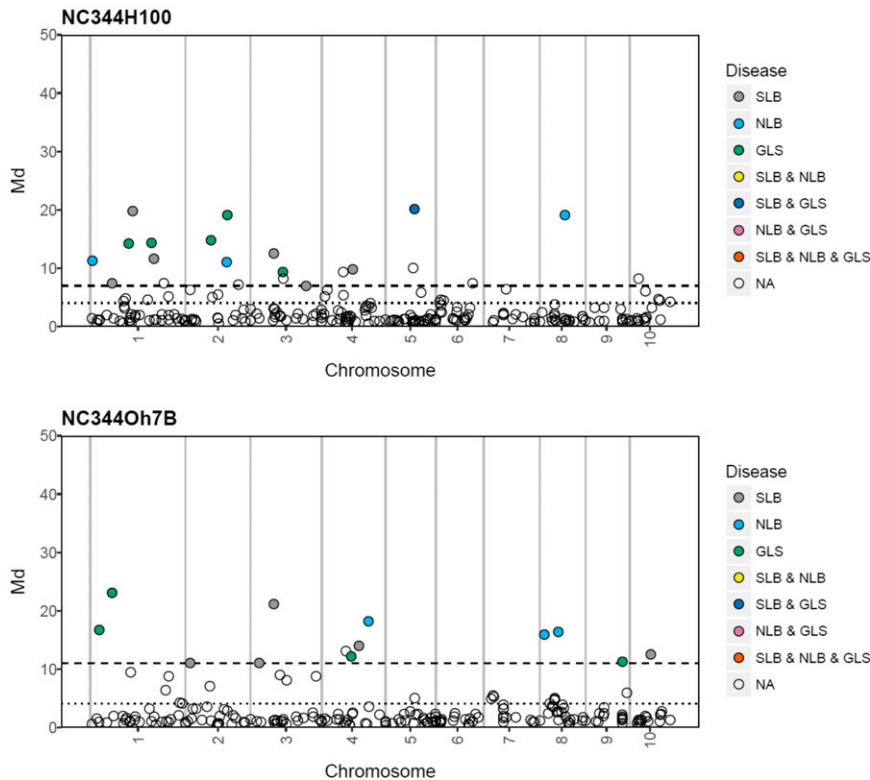 NC344H100
50
40
30
20
10
0
Md
1 2 3 4 5 6 7 8 9 10
Chromosome
Disease
SLB
NLB
GLS
SLB & NLB
SLB & GLS
NLB & GLS
SLB & NLB & GLS
NA
NC344Oh7B
50
40
30
20
10
0
Md
1 2 3 4 5 6 7 8 9 10
Chromosome
Disease
SLB
NLB
GLS
SLB & NLB
SLB & GLS
NLB & GLS
SLB & NLB & GLS
NA